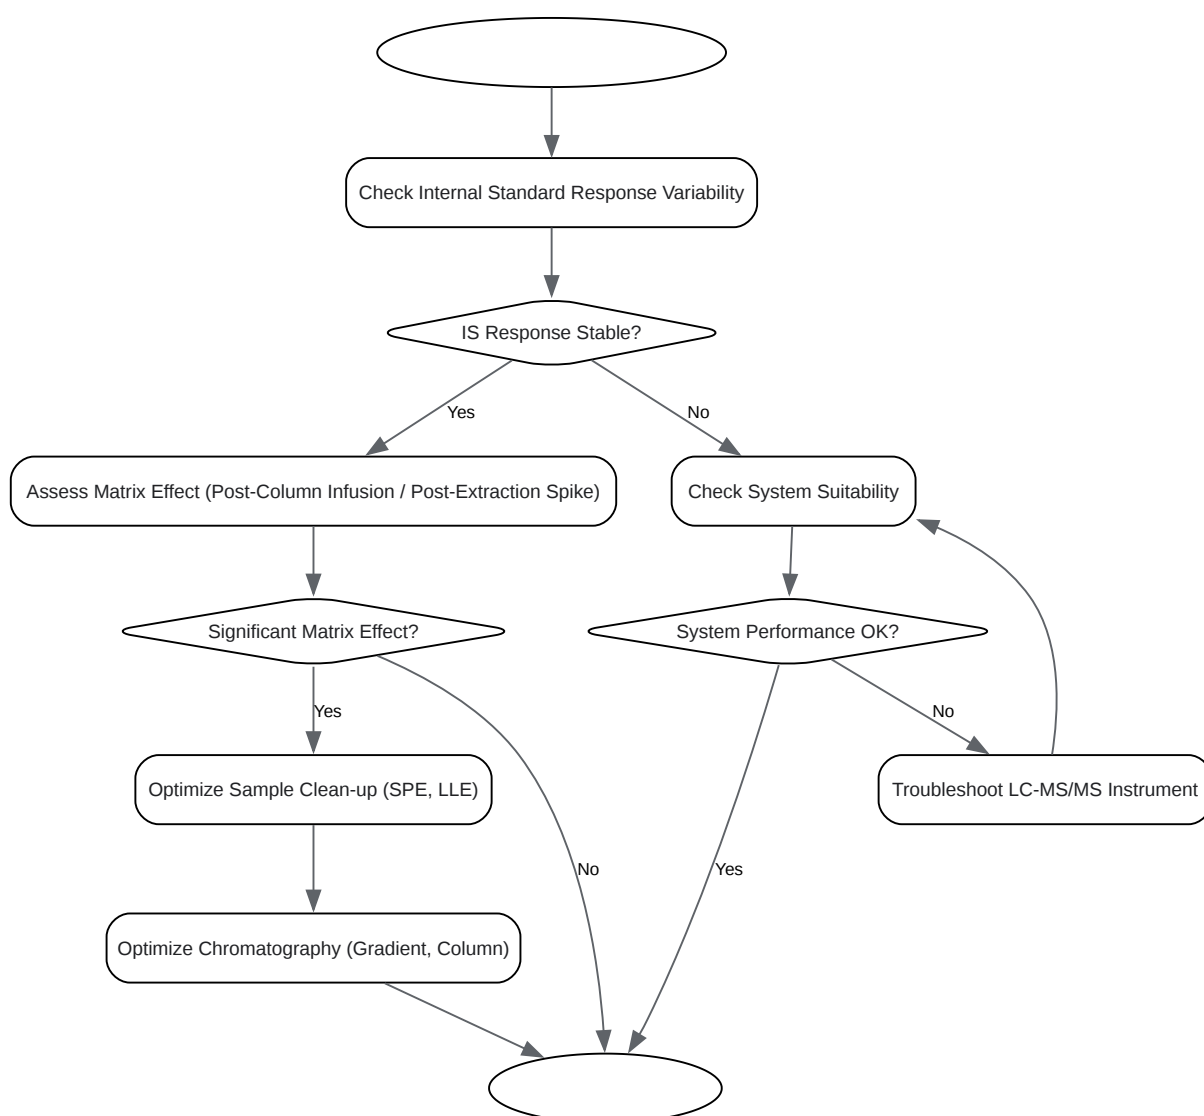 Check Internal Standard Response Variability
IS Response Stable?
Yes
No
Assess Matrix Effect (Post-Column Infusion / Post-Extraction Spike)
Check System Suitability
Significant Matrix Effect?
System Performance OK?
Yes
No
Optimize Sample Clean-up (SPE, LLE)
Troubleshoot LC-MS/MS Instrument
No
Yes
Optimize Chromatography (Gradient, Column)